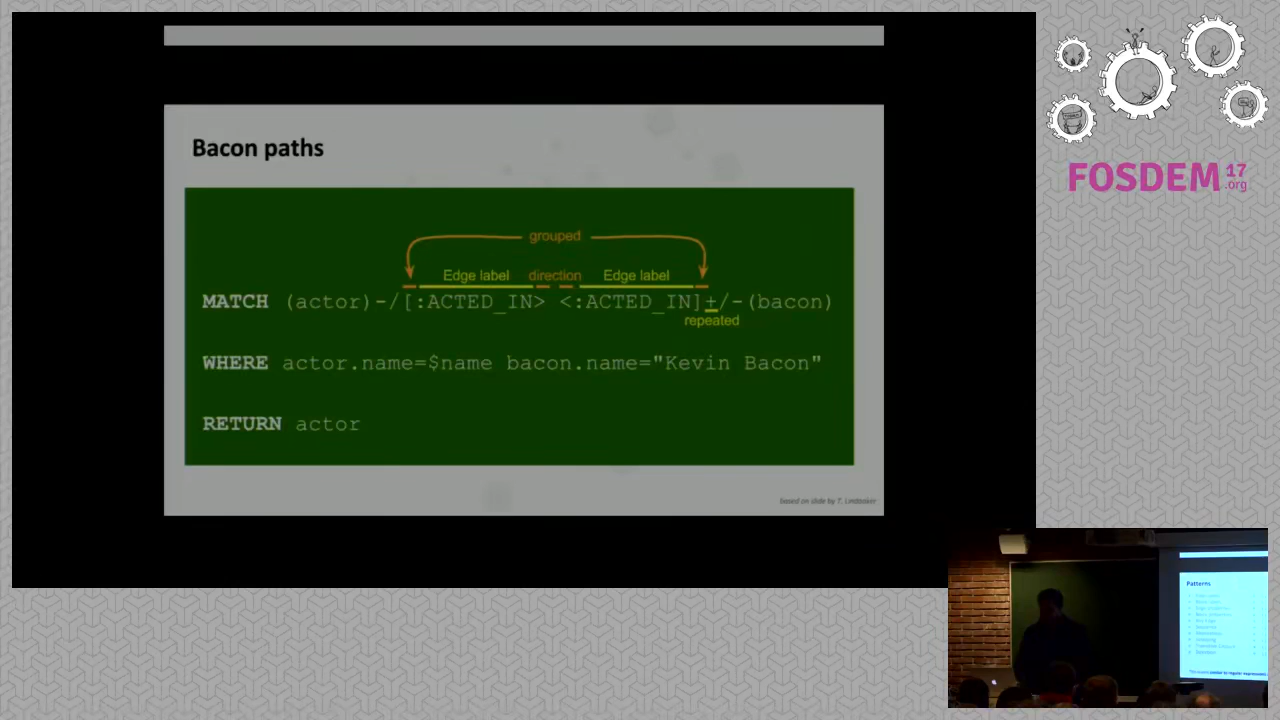 Bacon paths
grouped
Edge label direction Edge label
MATCH (actor)-/[:ACTED_IN> <:ACTED_IN]+/-(bacon)
repeated
WHERE actor.name=$name bacon.name="Kevin Bacon"
RETURN actor
based on slide by T. Lindaaker
FOSDEM 17
.org
Patterns